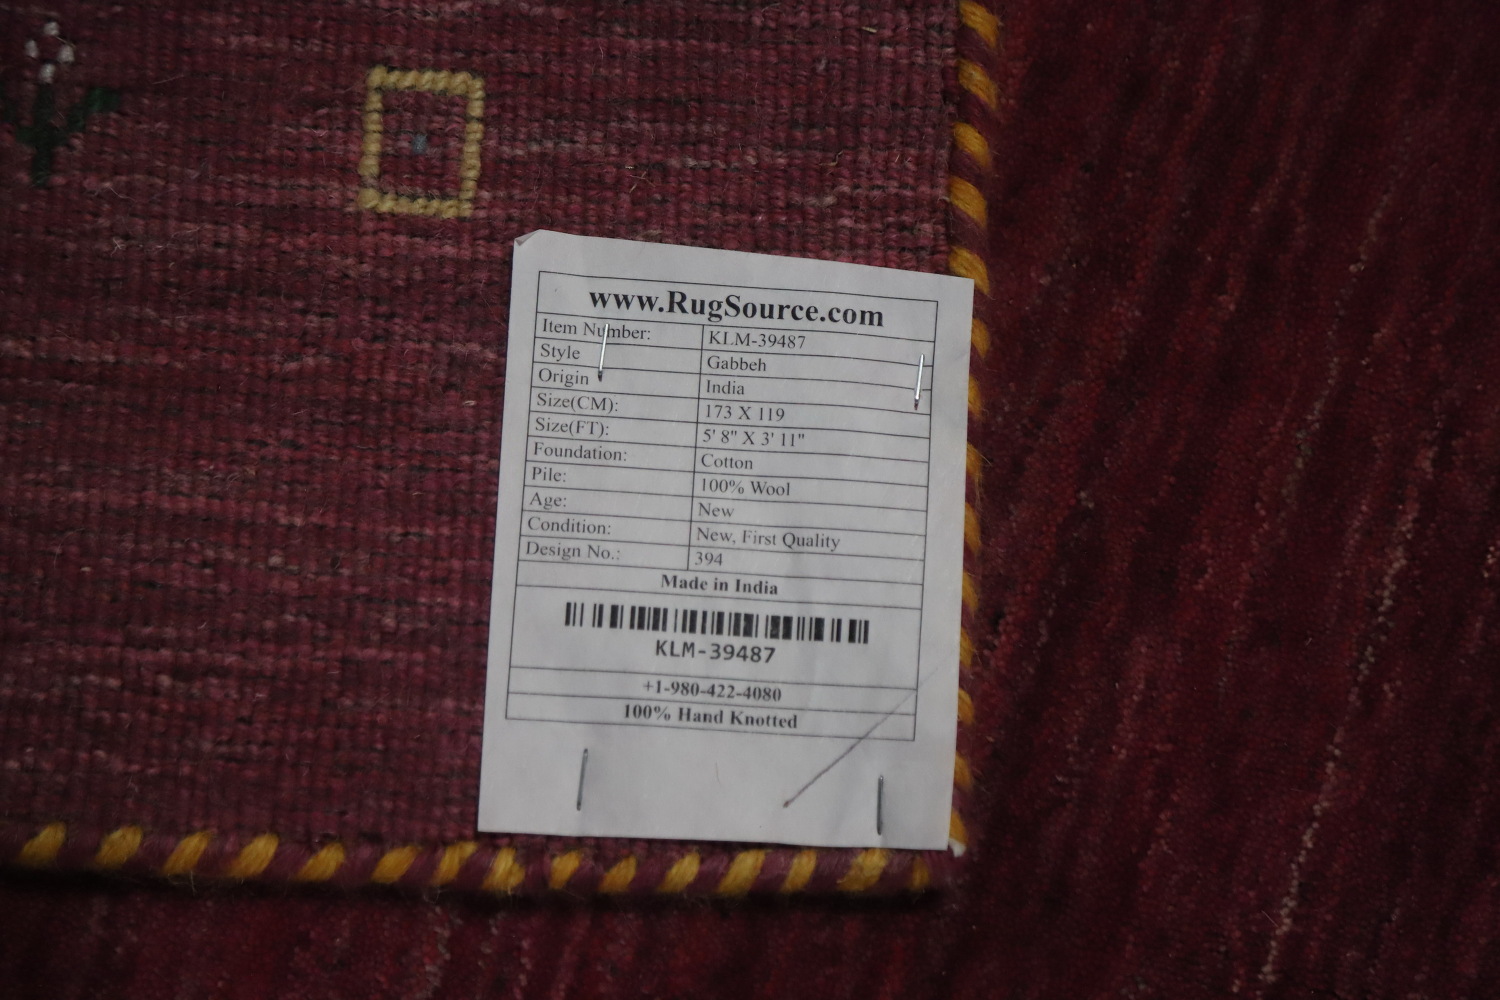 www.RugSource.com
Item Number: KLM-39487
Style Gabbeh
Origin India
Size(CM): 173 X 119
Size(FT): 5' 8" X 3' 11"
Foundation: Cotton
Pile: 100% Wool
Age: New
Condition: New, First Quality
Design No.: 394
Made in India
KLM-39487
+1-980-422-4080
100% Hand Knotted